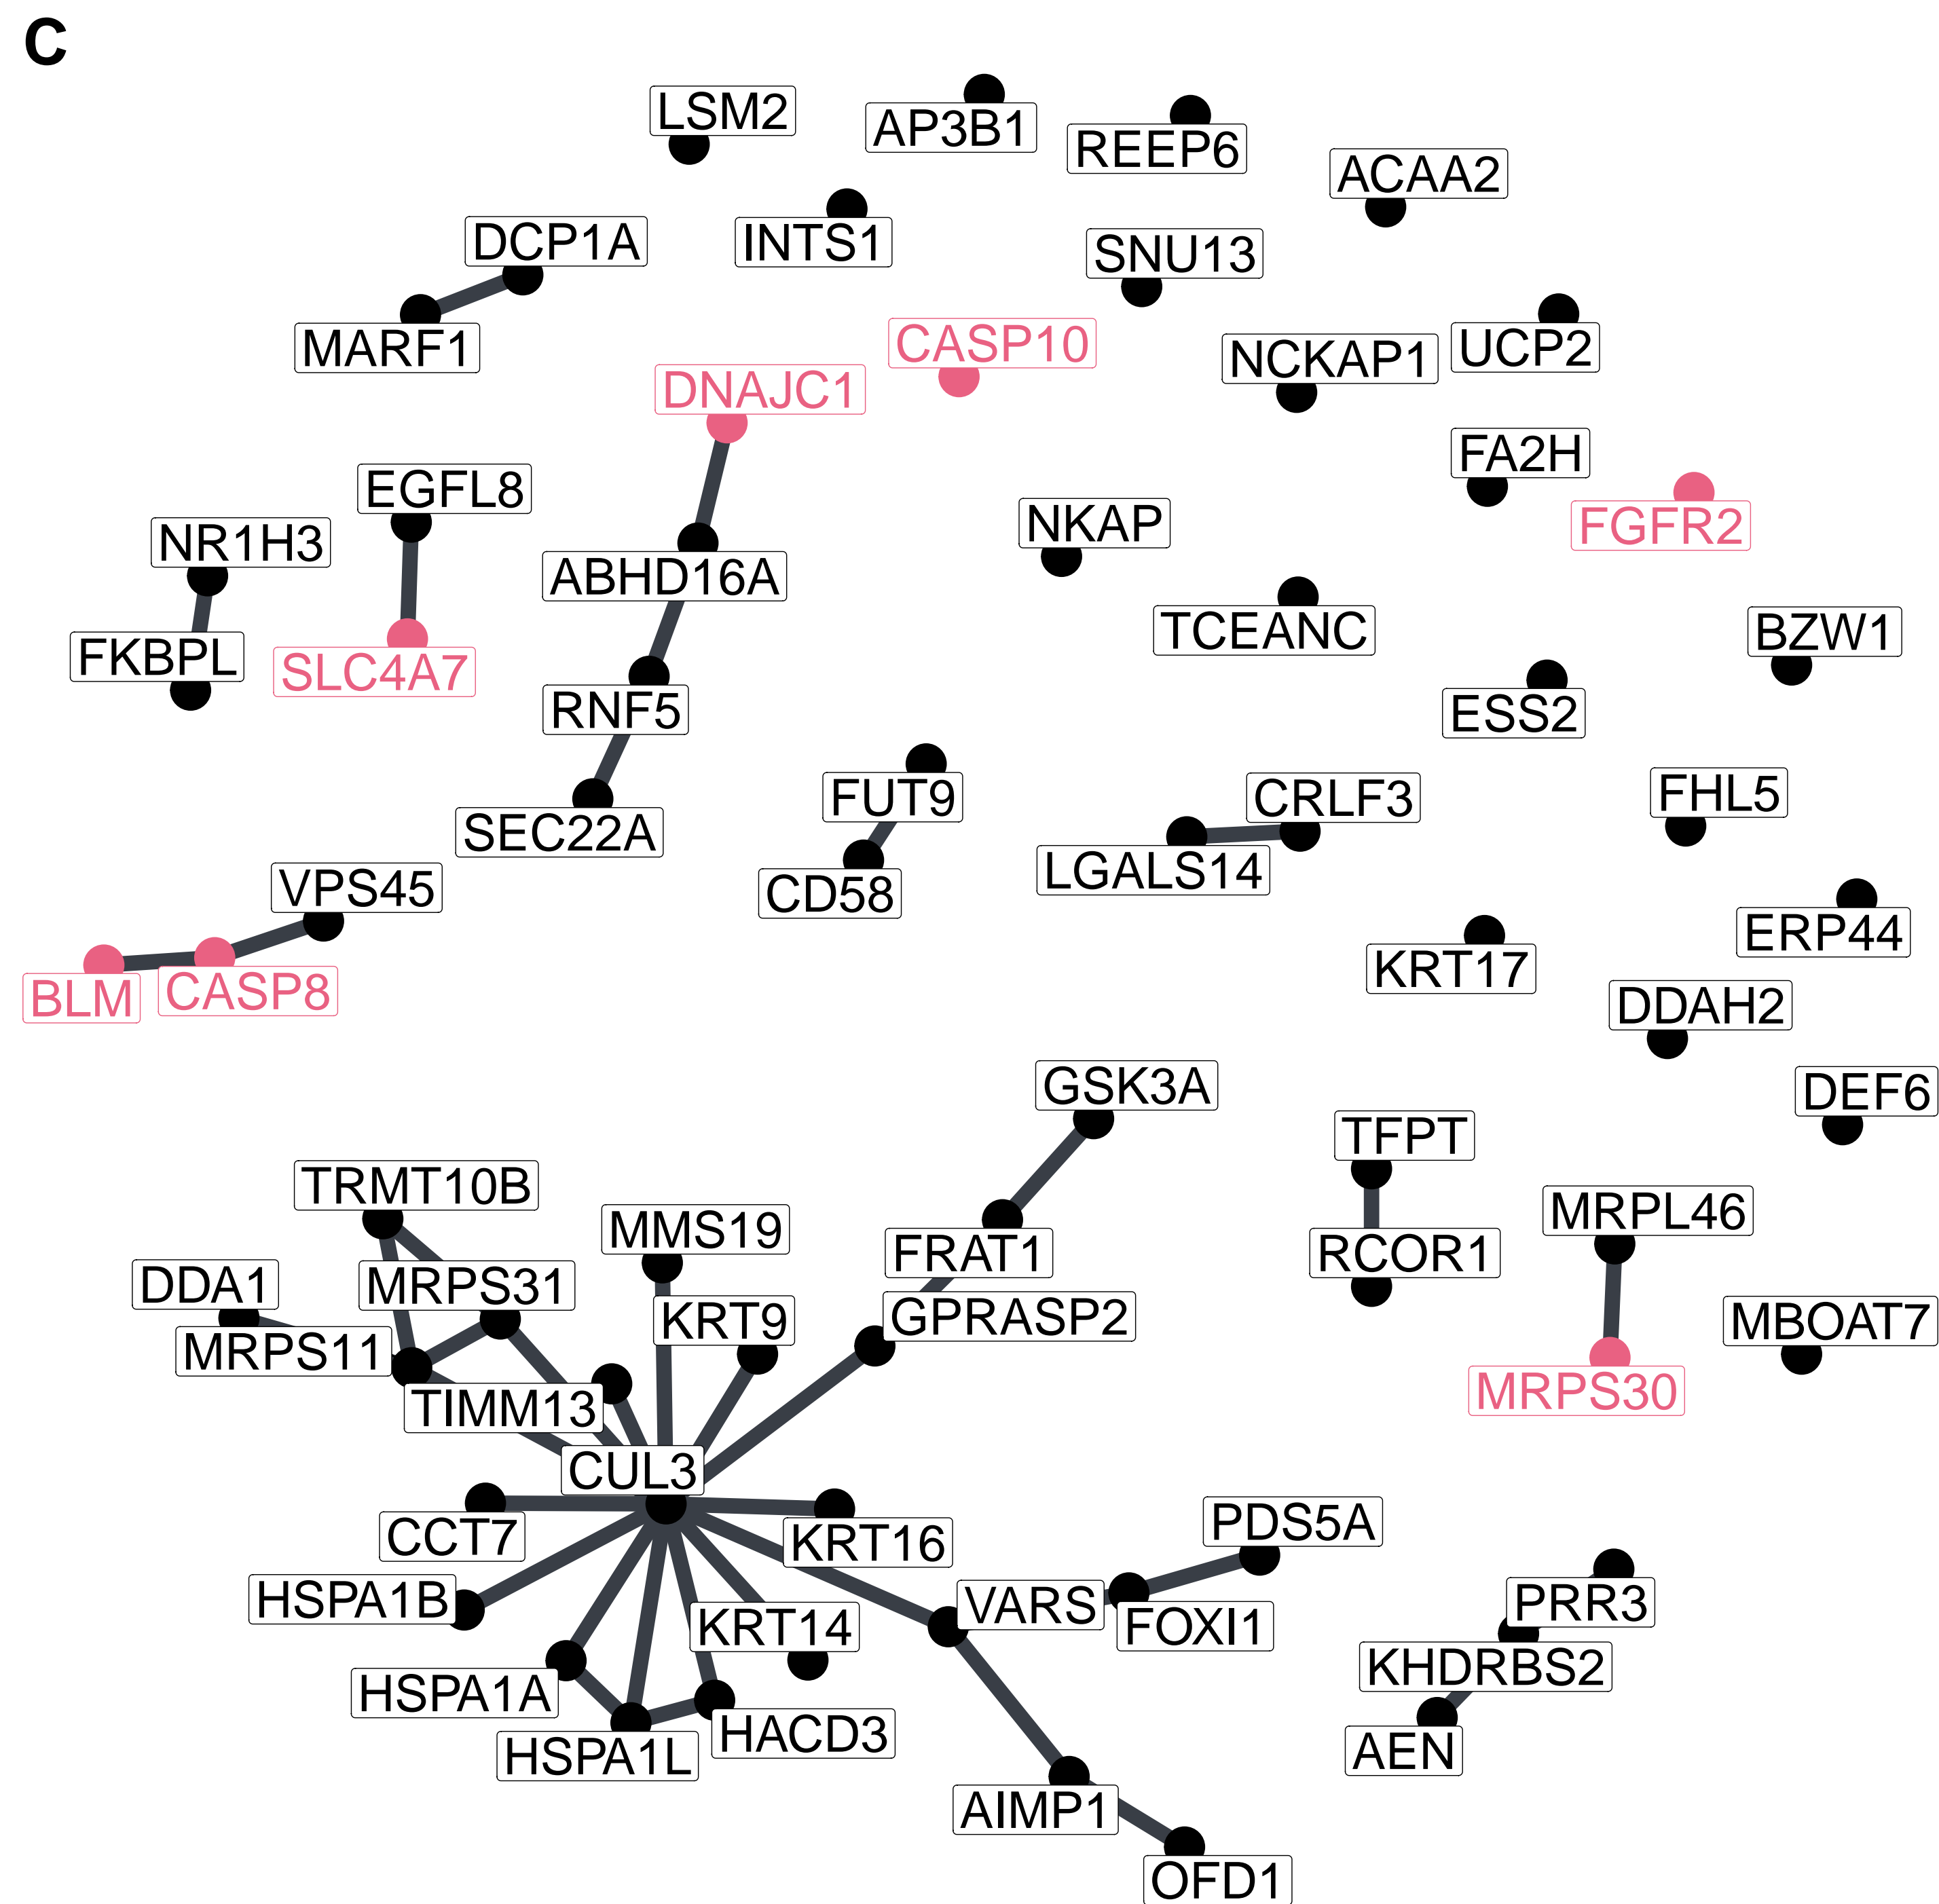 C
LSM2
AP3B1
REEP6
ACAA2
DCP1A
INTS1
SNU13
MARF1
CASP10
NCKAP1
UCP2
DNAJC1
EGFL8
FA2H
NR1H3
NKAP
FGFR2
ABHD16A
FKBPL
SLC4A7
TCEANC
BZW1
RNF5
ESS2
SEC22A
FUT9
CRLF3
FHL5
VPS45
CD58
LGALS14
ERP44
BLM
CASP8
KRT17
DDAH2
GSK3A
DEF6
TFPT
TRMT10B
MMS19
FRAT1
RCOR1
MRPL46
DDA1
MRPS31
KRT9
GPRASP2
MBOAT7
MRPS11
TIMM13
MRPS30
CUL3
CCT7
KRT16
PDS5A
HSPA1B
KRT14
VARS
FOXI1
PRR3
HSPA1A
KHDRBS2
HSPA1L
HACD3
AEN
AIMP1
OFD1